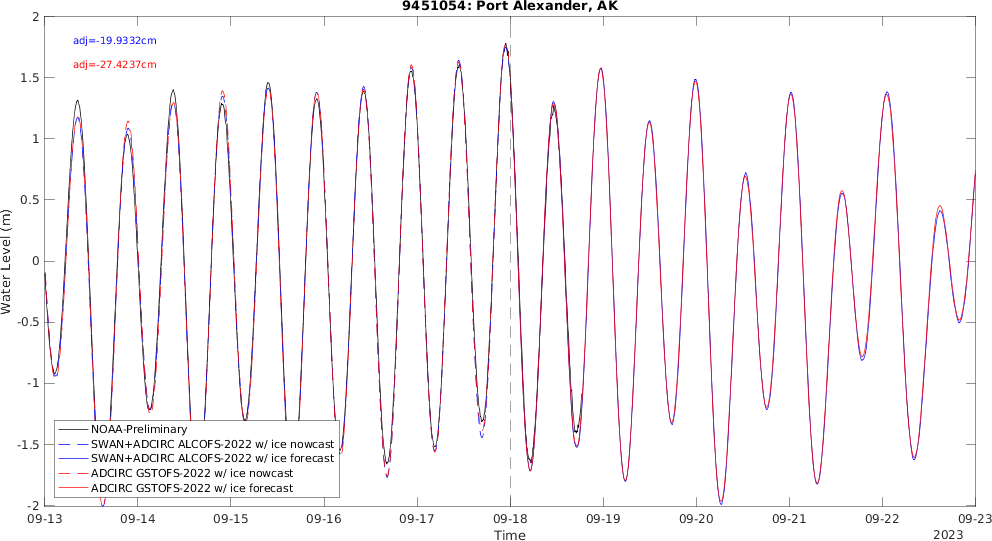 9451054: Port Alexander, AK
adj=-19.9332cm
adj=-27.4237cm
Water Level (m)
2
1.5
1
0.5
0
-0.5
-1
-1.5
-2
NOAA-Preliminary
SWAN+ADCIRC ALCOFS-2022 w/ ice nowcast
SWAN+ADCIRC ALCOFS-2022 w/ ice forecast
ADCIRC GSTOFS-2022 w/ ice nowcast
ADCIRC GSTOFS-2022 w/ ice forecast
09-13 09-14 09-15 09-16 09-17 09-18 09-19 09-20 09-21 09-22 09-23
Time
2023